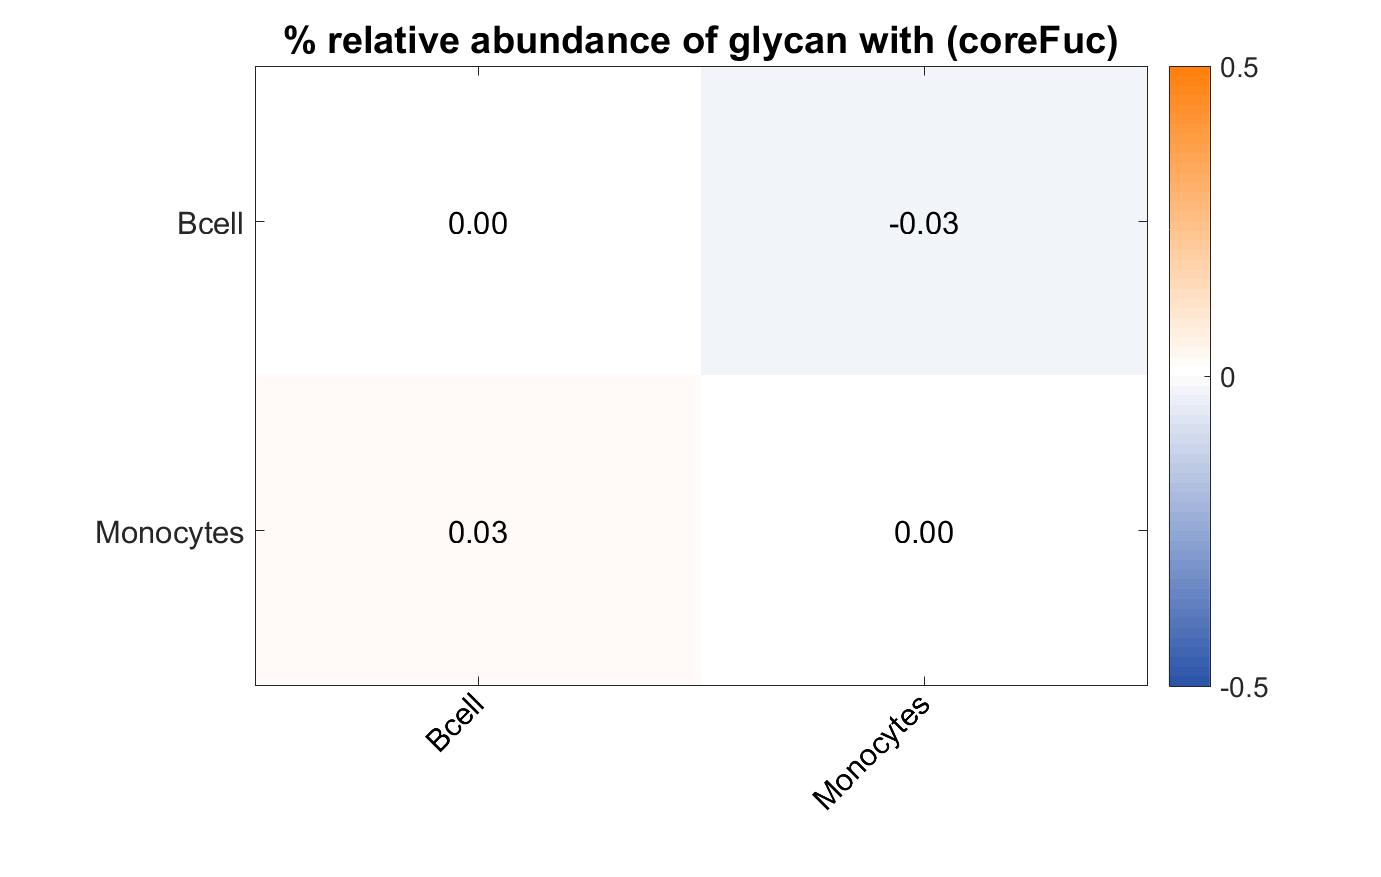 % relative abundance of glycan with (coreFuc)
0.5
Bcell
0.00
-0.03
0
Monocytes
0.03
0.00
-0.5
Bcell
Monocytes